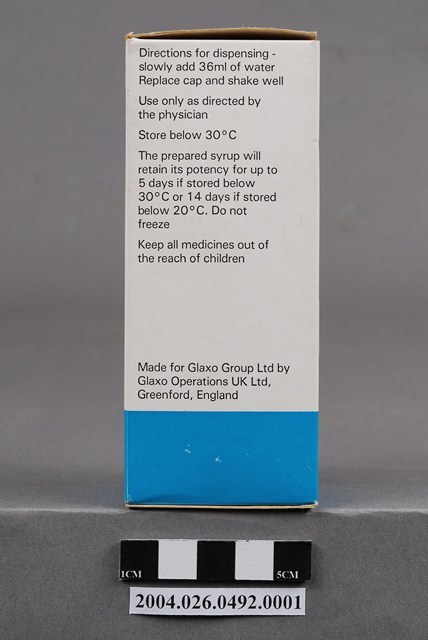 Directions for dispensing -
slowly add 36ml of water
Replace cap and shake well
Use only as directed by
the physician
Store below 30°C
The prepared syrup will
retain its potency for up to
5 days if stored below
30°C or 14 days if stored
below 20°C. Do not
freeze
Keep all medicines out of
the reach of children
Made for Glaxo Group Ltd by
Glaxo Operations UK Ltd,
Greenford, England
1CM 5CM
2004.026.0492.0001